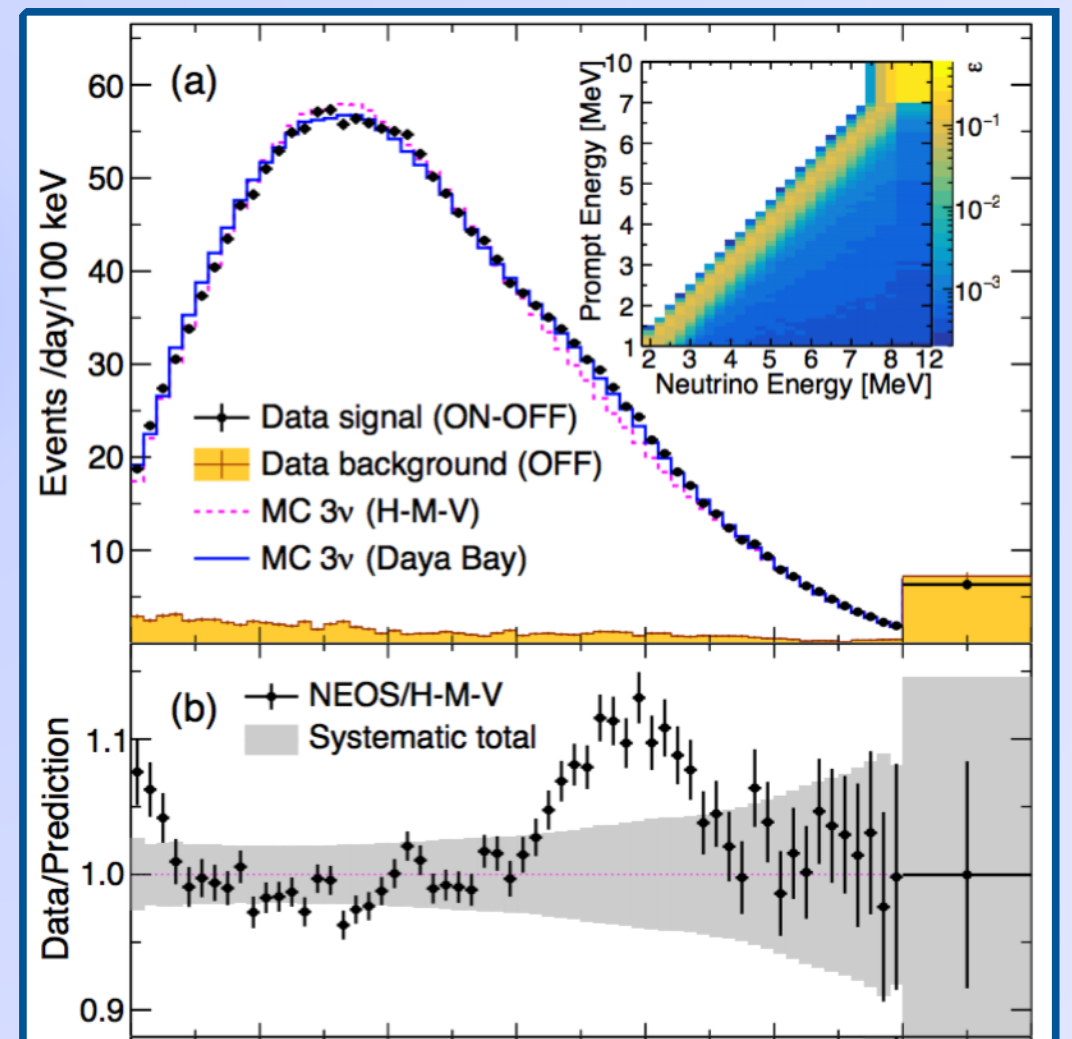 (a)
Events /day/100 keV
60
50
40
30
20
10
Data signal (ON-OFF)
Data background (OFF)
MC 3ν (H-M-V)
MC 3ν (Daya Bay)
Prompt Energy [MeV]
10
7
6
5
4
3
2
1
2 3 4 5 6 7 8 12
Neutrino Energy [MeV]
ε
10⁻¹
10⁻²
10⁻³
(b)
NEOS/H-M-V
Systematic total
Data/Prediction
1.1
1.0
0.9